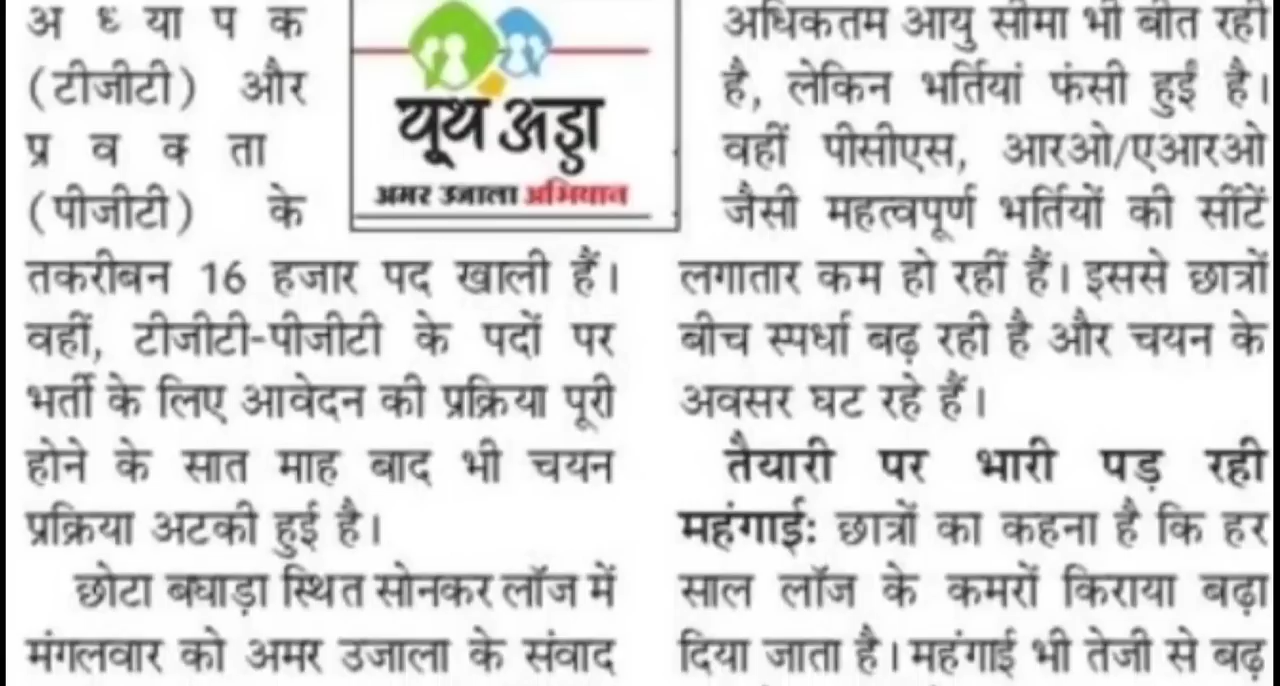 अध्यापक
(टीजीटी) और
प्रवक्ता
(पीजीटी) के
तकरीबन 16 हजार पद खाली हैं।
वहीं, टीजीटी-पीजीटी के पदों पर
भर्ती के लिए आवेदन की प्रक्रिया पूरी
होने के सात माह बाद भी चयन
प्रक्रिया अटकी हुई है।
छोटा बघाड़ा स्थित सोनकर लॉज में
मंगलवार को अमर उजाला के संवाद
यूथ अड्डा
अमर उजाला अभियान
अधिकतम आयु सीमा भी बीत रही
है, लेकिन भर्तियां फंसी हुई है।
वहीं पीसीएस, आरओ/एआरओ
जैसी महत्वपूर्ण भर्तियों की सीटें
लगातार कम हो रहीं हैं। इससे छात्रों
बीच स्पर्धा बढ़ रही है और चयन के
अवसर घट रहे हैं।
तैयारी पर भारी पड़ रही
महंगाई: छात्रों का कहना है कि हर
साल लॉज के कमरों किराया बढ़ा
दिया जाता है। महंगाई भी तेजी से बढ़